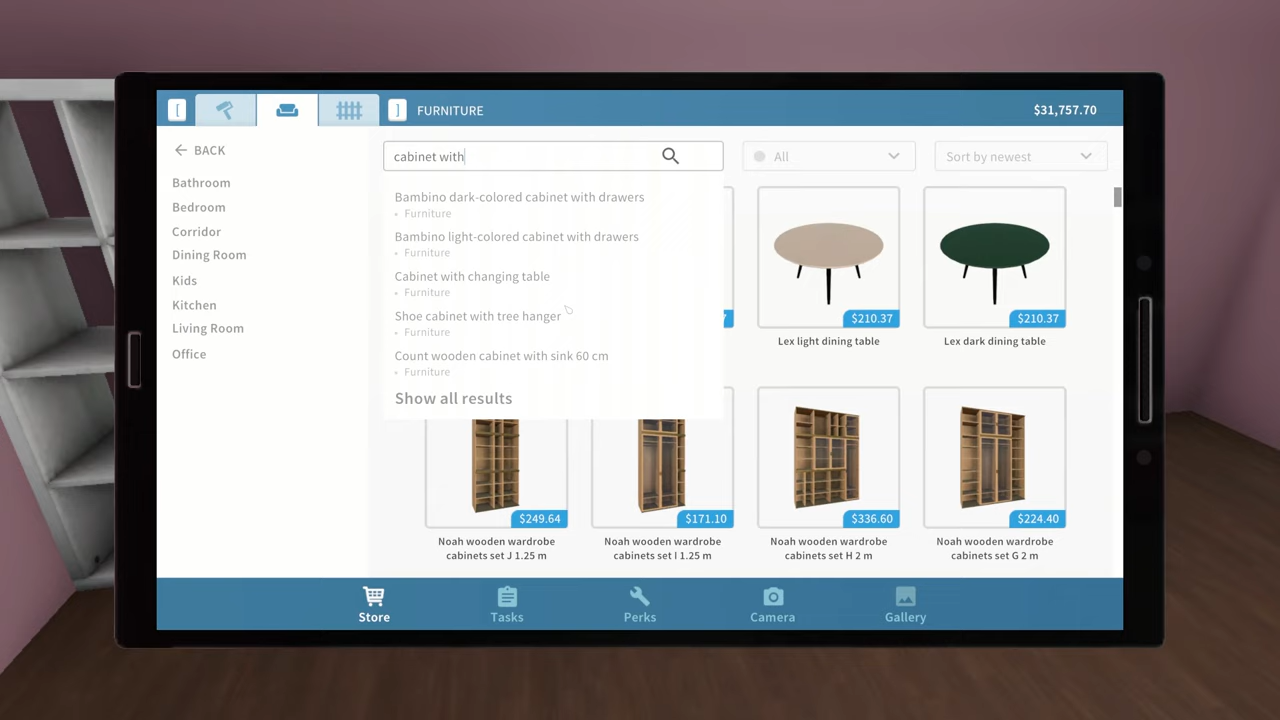 [
]
FURNITURE
$31,757.70
BACK
Bathroom
Bedroom
Corridor
Dining Room
Kids
Kitchen
Living Room
Office
cabinet with
All
Sort by newest
Bambino dark-colored cabinet with drawers
• Furniture
Bambino light-colored cabinet with drawers
• Furniture
Cabinet with changing table
• Furniture
Shoe cabinet with tree hanger
• Furniture
Count wooden cabinet with sink 60 cm
• Furniture
Show all results
7
$210.37
Lex light dining table
$210.37
Lex dark dining table
$249.64
Noah wooden wardrobe
cabinets set J 1.25 m
$171.10
Noah wooden wardrobe
cabinets set I 1.25 m
$336.60
Noah wooden wardrobe
cabinets set H 2 m
$224.40
Noah wooden wardrobe
cabinets set G 2 m
Store
Tasks
Perks
Camera
Gallery